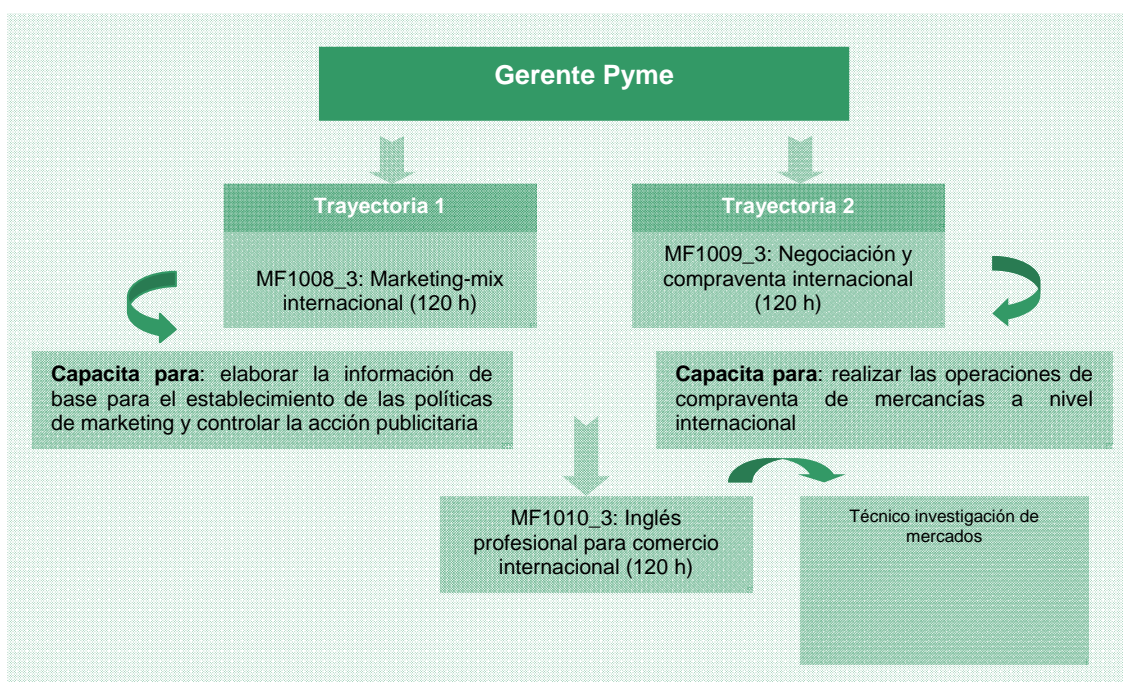 Gerente Pyme
Trayectoria 1
MF1008_3: Marketing-mix
internacional (120 h)
Trayectoria 2
MF1009_3: Negociación y
compraventa internacional
(120 h)
Capacita para: elaborar la información de
base para el establecimiento de las políticas
de marketing y controlar la acción publicitaria
Capacita para: realizar las operaciones de
compraventa de mercancías a nivel
internacional
MF1010_3: Inglés
profesional para comercio
internacional (120 h)
Técnico investigación de
mercados